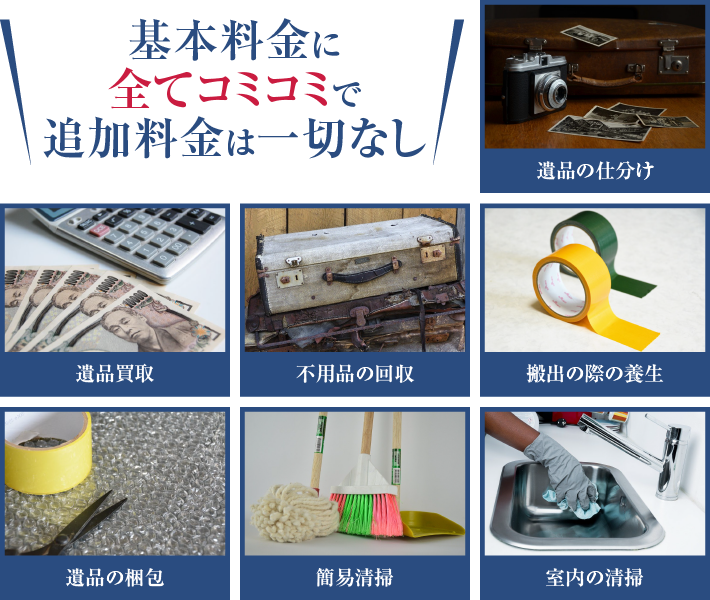 基本料金に
全てコミコミで
追加料金は一切なし
遺品の仕分け
遺品買取
不用品の回収
搬出の際の養生
遺品の梱包
簡易清掃
室内の清掃